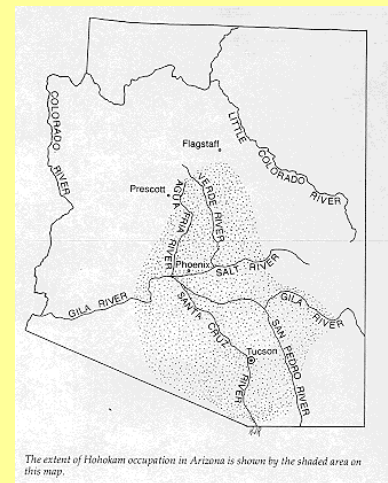 COLORADO RIVER
LITTLE COLORADO RIVER
Flagstaff
Prescott
VERDE RIVER
AGUA FRIA RIVER
Phoenix
SALT RIVER
GILA RIVER
GILA RIVER
SANTA CRUZ RIVER
SAN PEDRO RIVER
Tucson
The extent of Hohokam occupation in Arizona is shown by the shaded area on
this map.